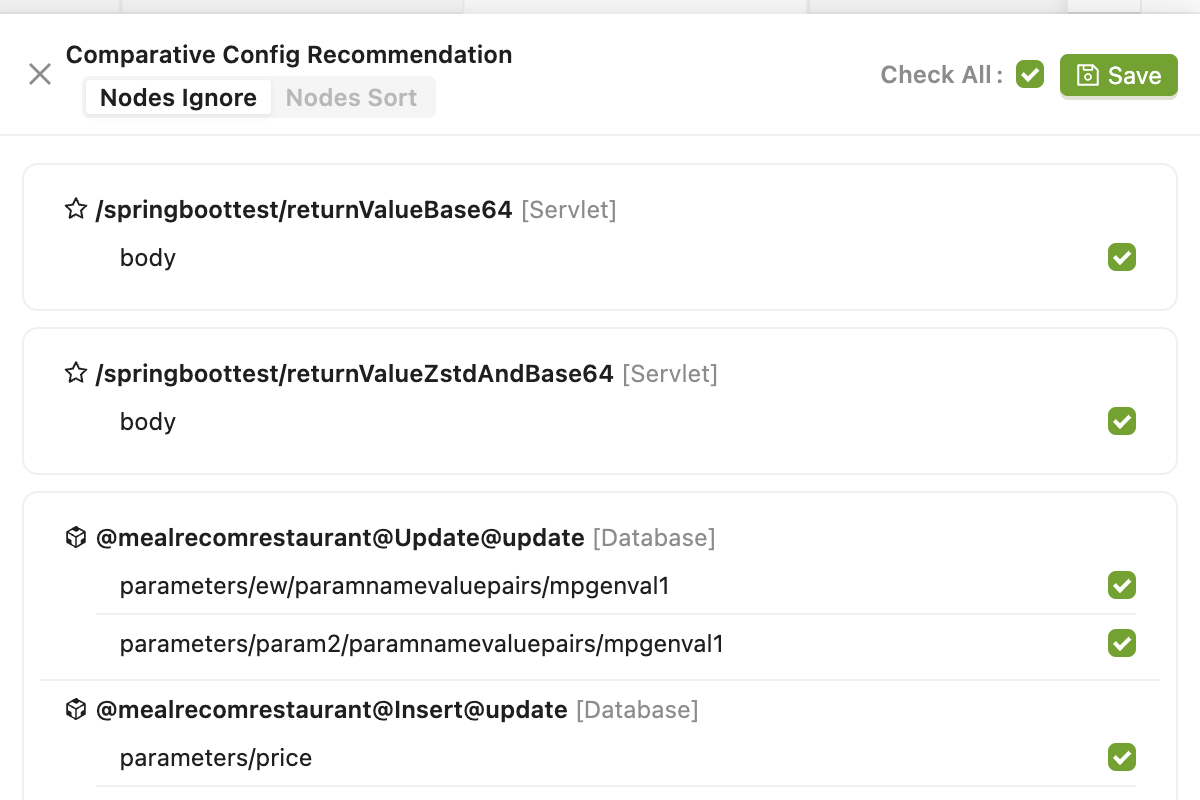 Comparative Config Recommendation
Nodes Ignore Nodes Sort
Check All: Save
/springboottest/returnValueBase64 [Servlet]
body
/springboottest/returnValueZstdAndBase64 [Servlet]
body
@mealrecomrestaurant@Update@update [Database]
parameters/ew/paramnamevaluepairs/mpgenval1
parameters/param2/paramnamevaluepairs/mpgenval1
@mealrecomrestaurant@Insert@update [Database]
parameters/price